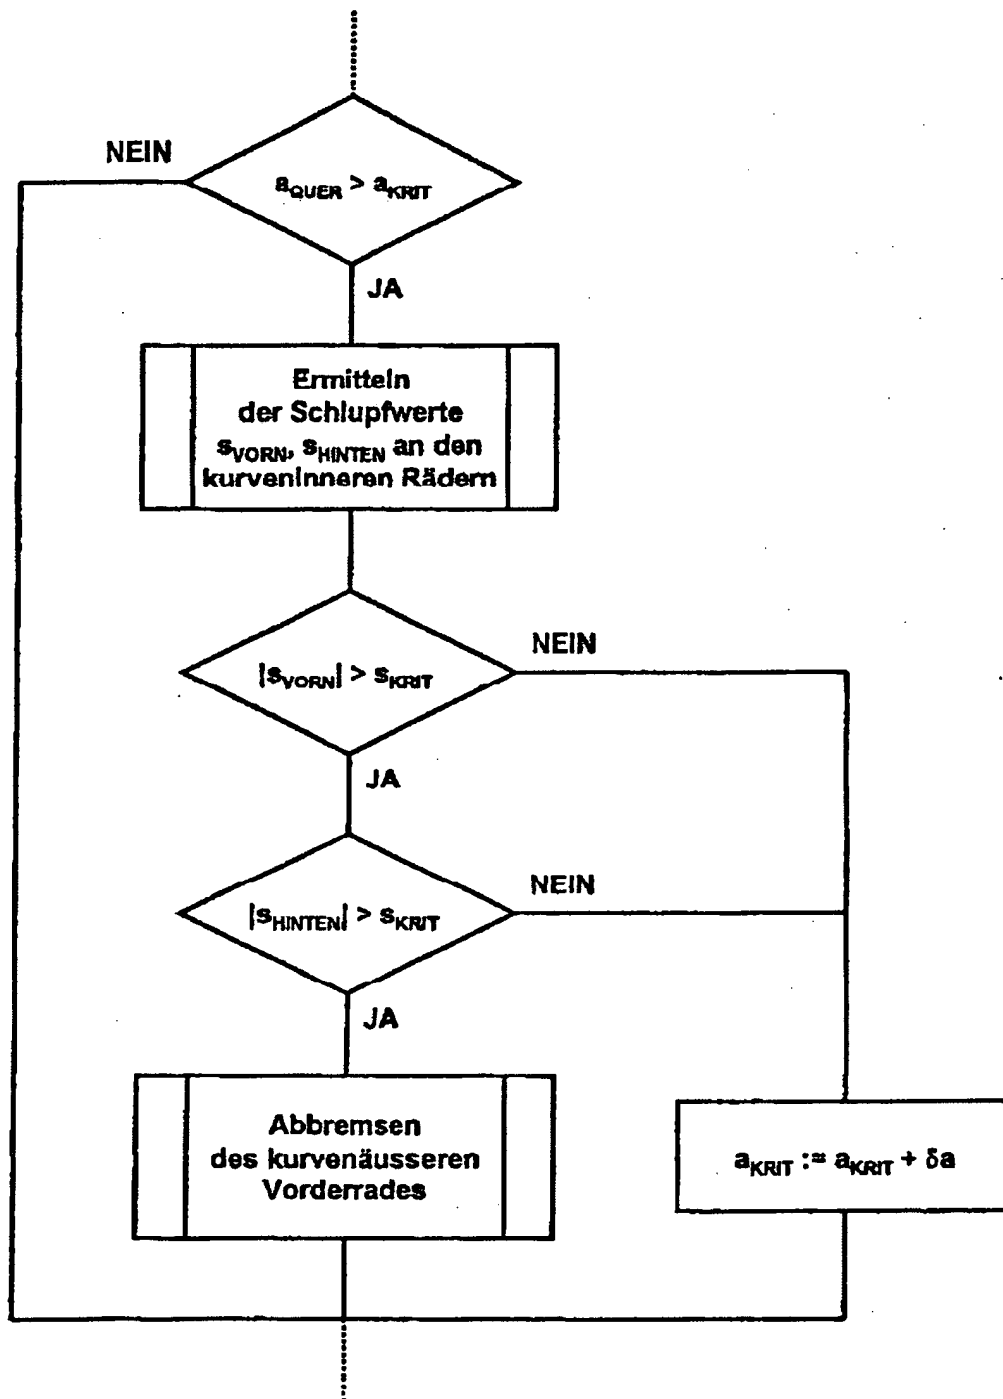 NEIN
a_QUER > a_KRIT
JA
Ermitteln
der Schlupfwerte
s_VORN, s_HINTEN an den
kurveninneren Rädern
NEIN
|s_VORN| > s_KRIT
JA
NEIN
|s_HINTEN| > s_KRIT
JA
Abbremsen
des kurvenäusseren
Vorderrades
a_KRIT := a_KRIT + δa